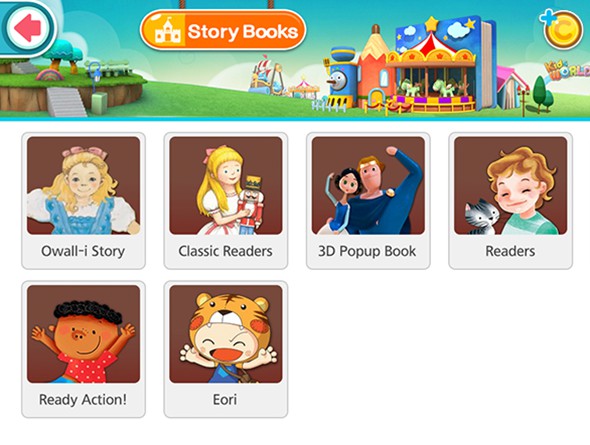 Story Books
Kids
WORLD
Owall-i Story
Classic Readers
3D Popup Book
Readers
Ready Action!
Eori